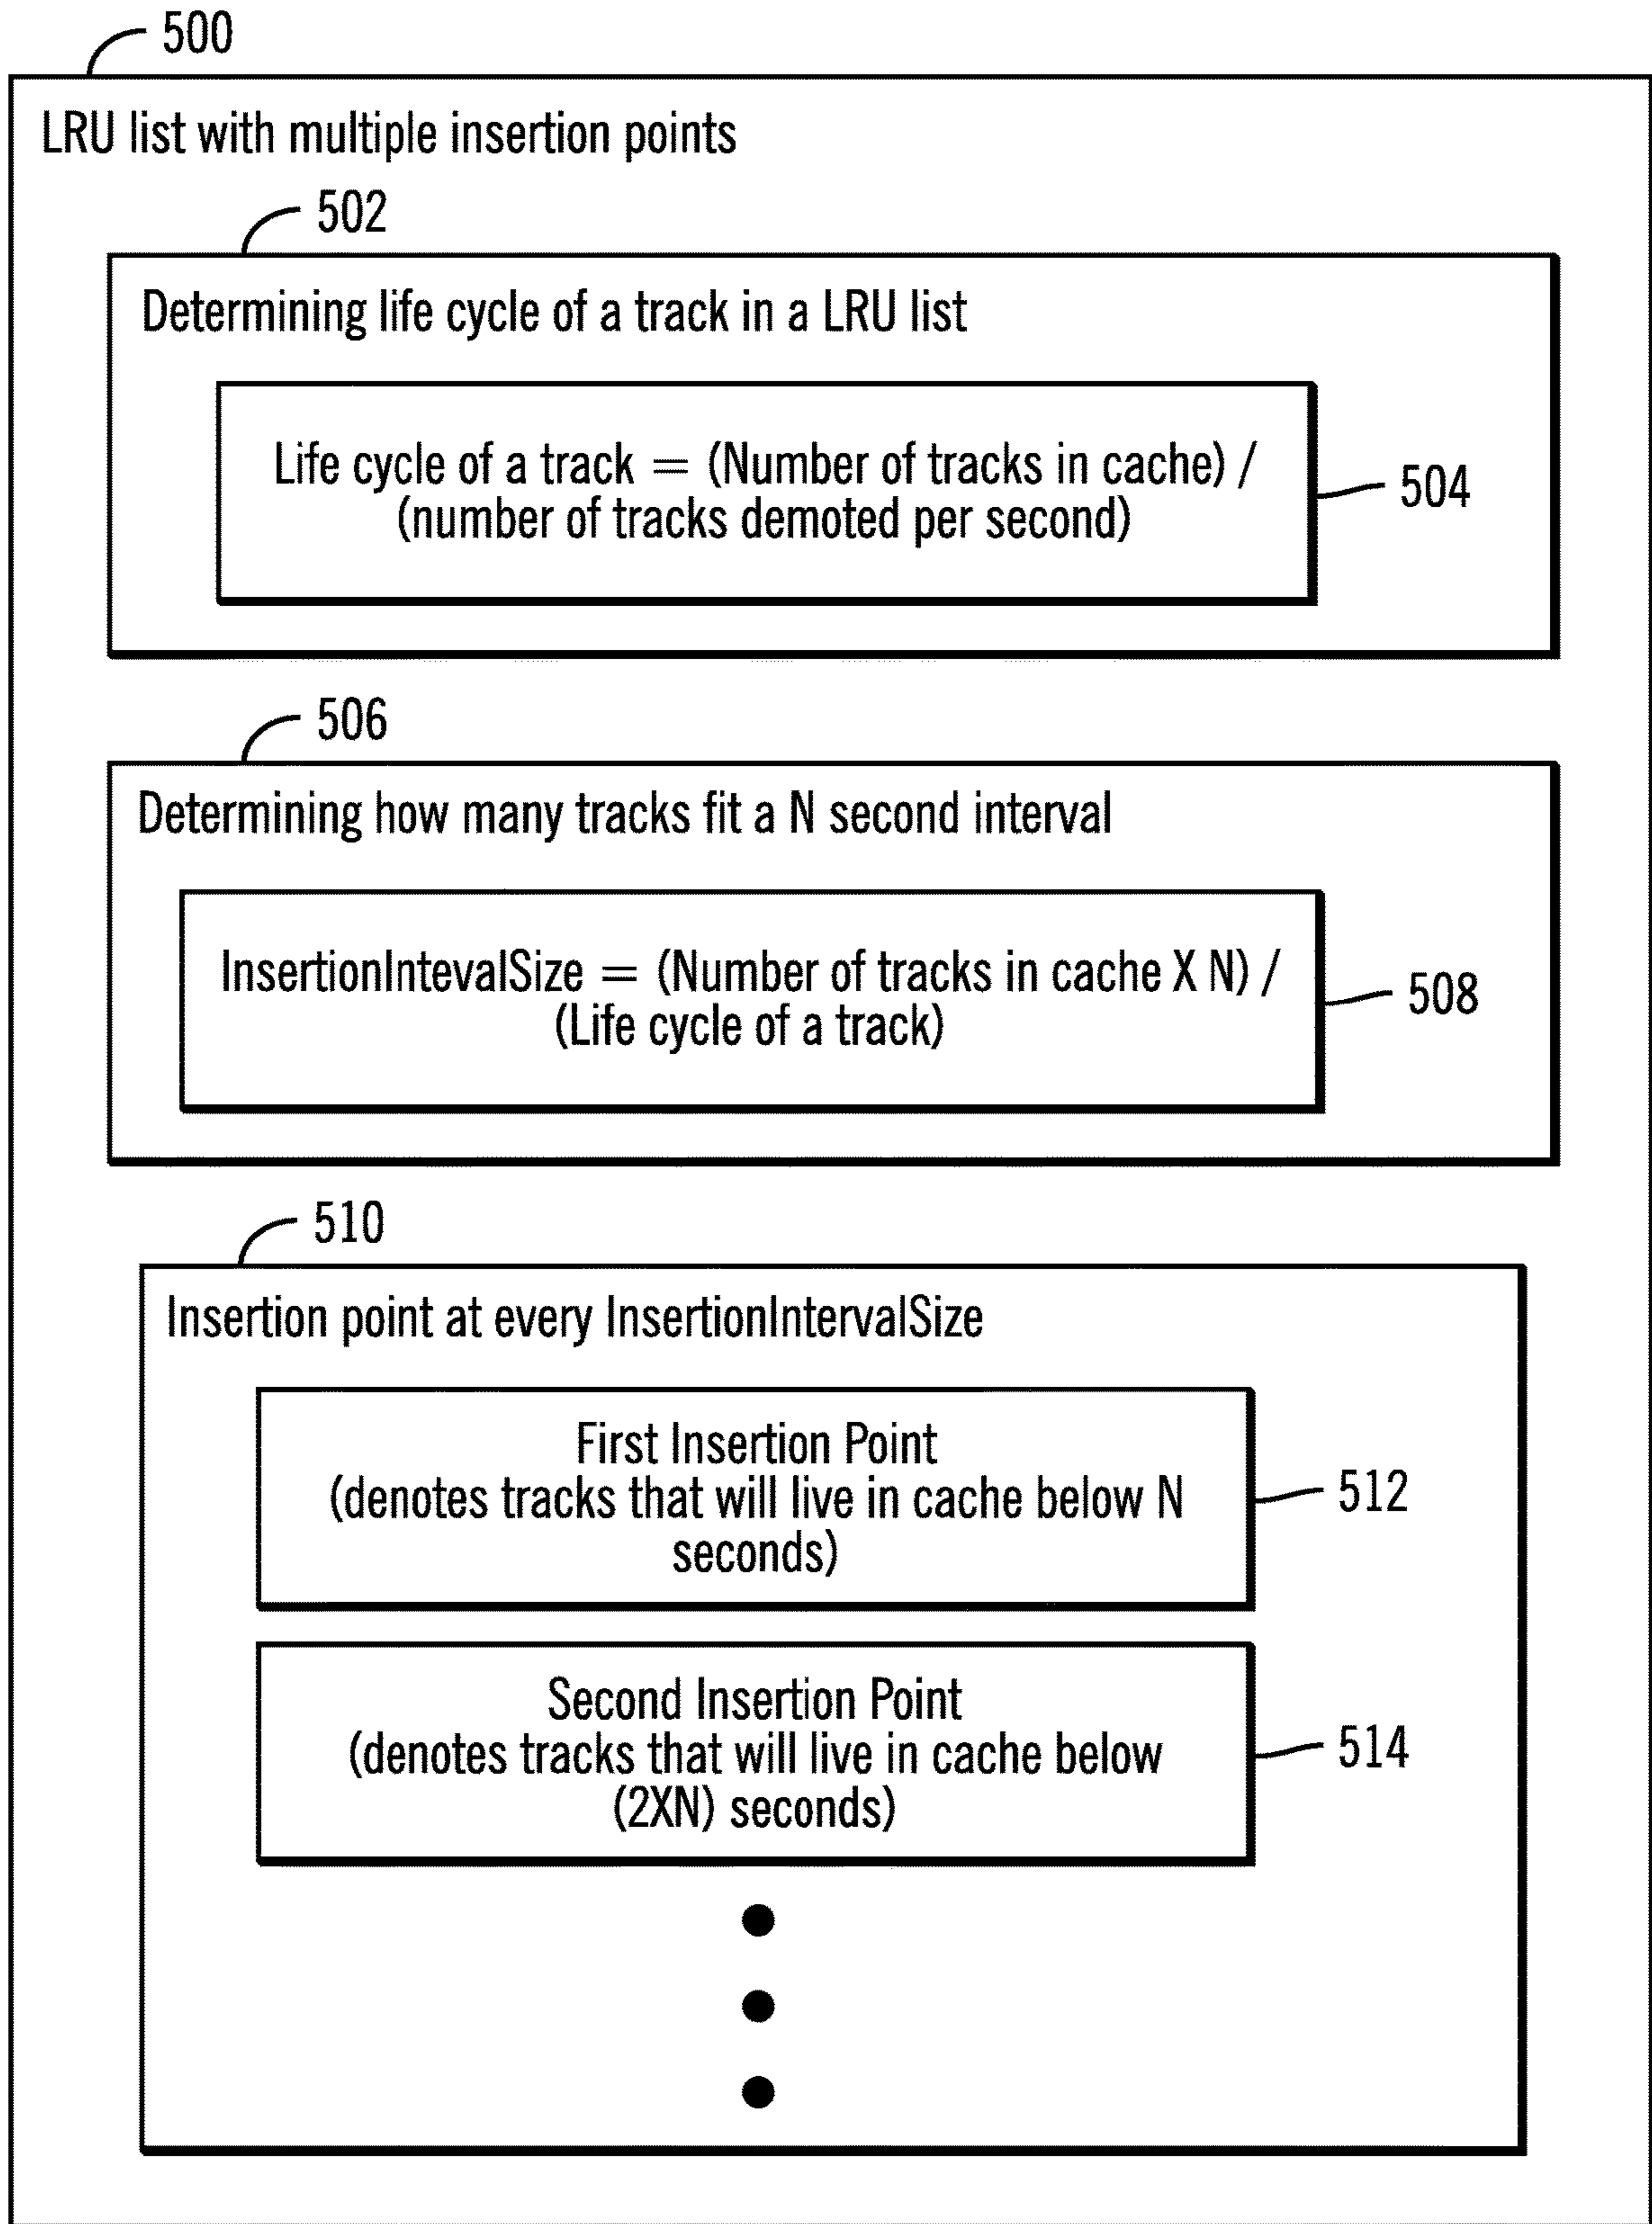 500
LRU list with multiple insertion points
502
Determining life cycle of a track in a LRU list
Life cycle of a track = (Number of tracks in cache) /
(number of tracks demoted per second)
504
506
Determining how many tracks fit a N second interval
InsertionIntevalSize = (Number of tracks in cache X N) /
(Life cycle of a track)
508
510
Insertion point at every InsertionIntervalSize
First Insertion Point
(denotes tracks that will live in cache below N
seconds)
512
Second Insertion Point
(denotes tracks that will live in cache below
(2XN) seconds)
514